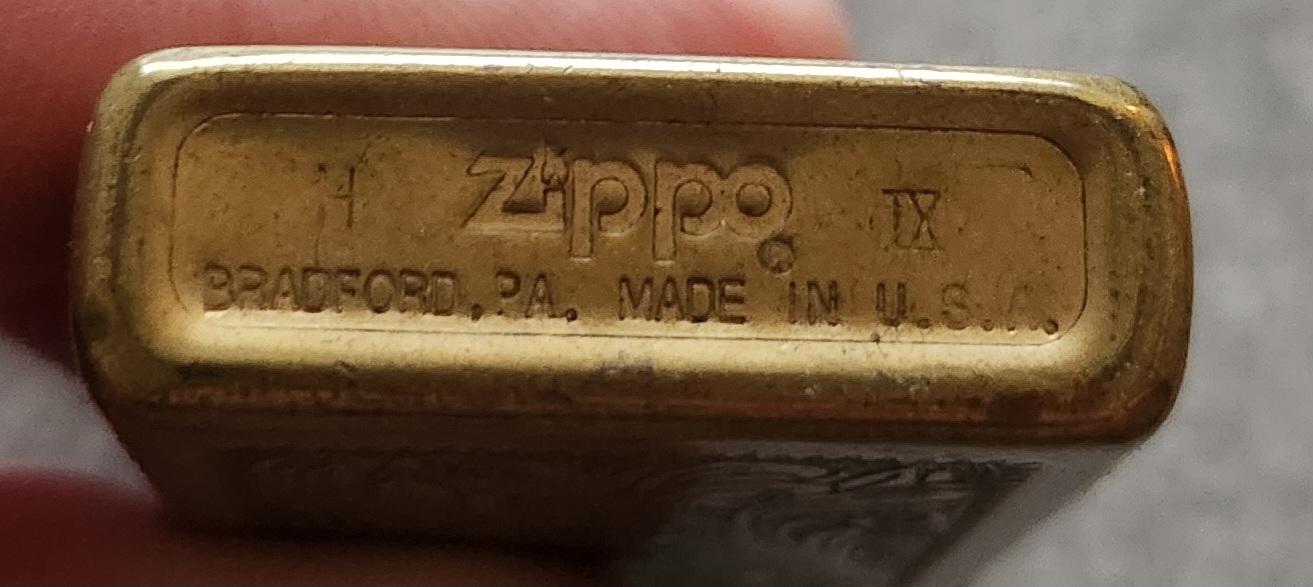 H Zippo IX
BRADFORD, PA. MADE IN U.S.A.